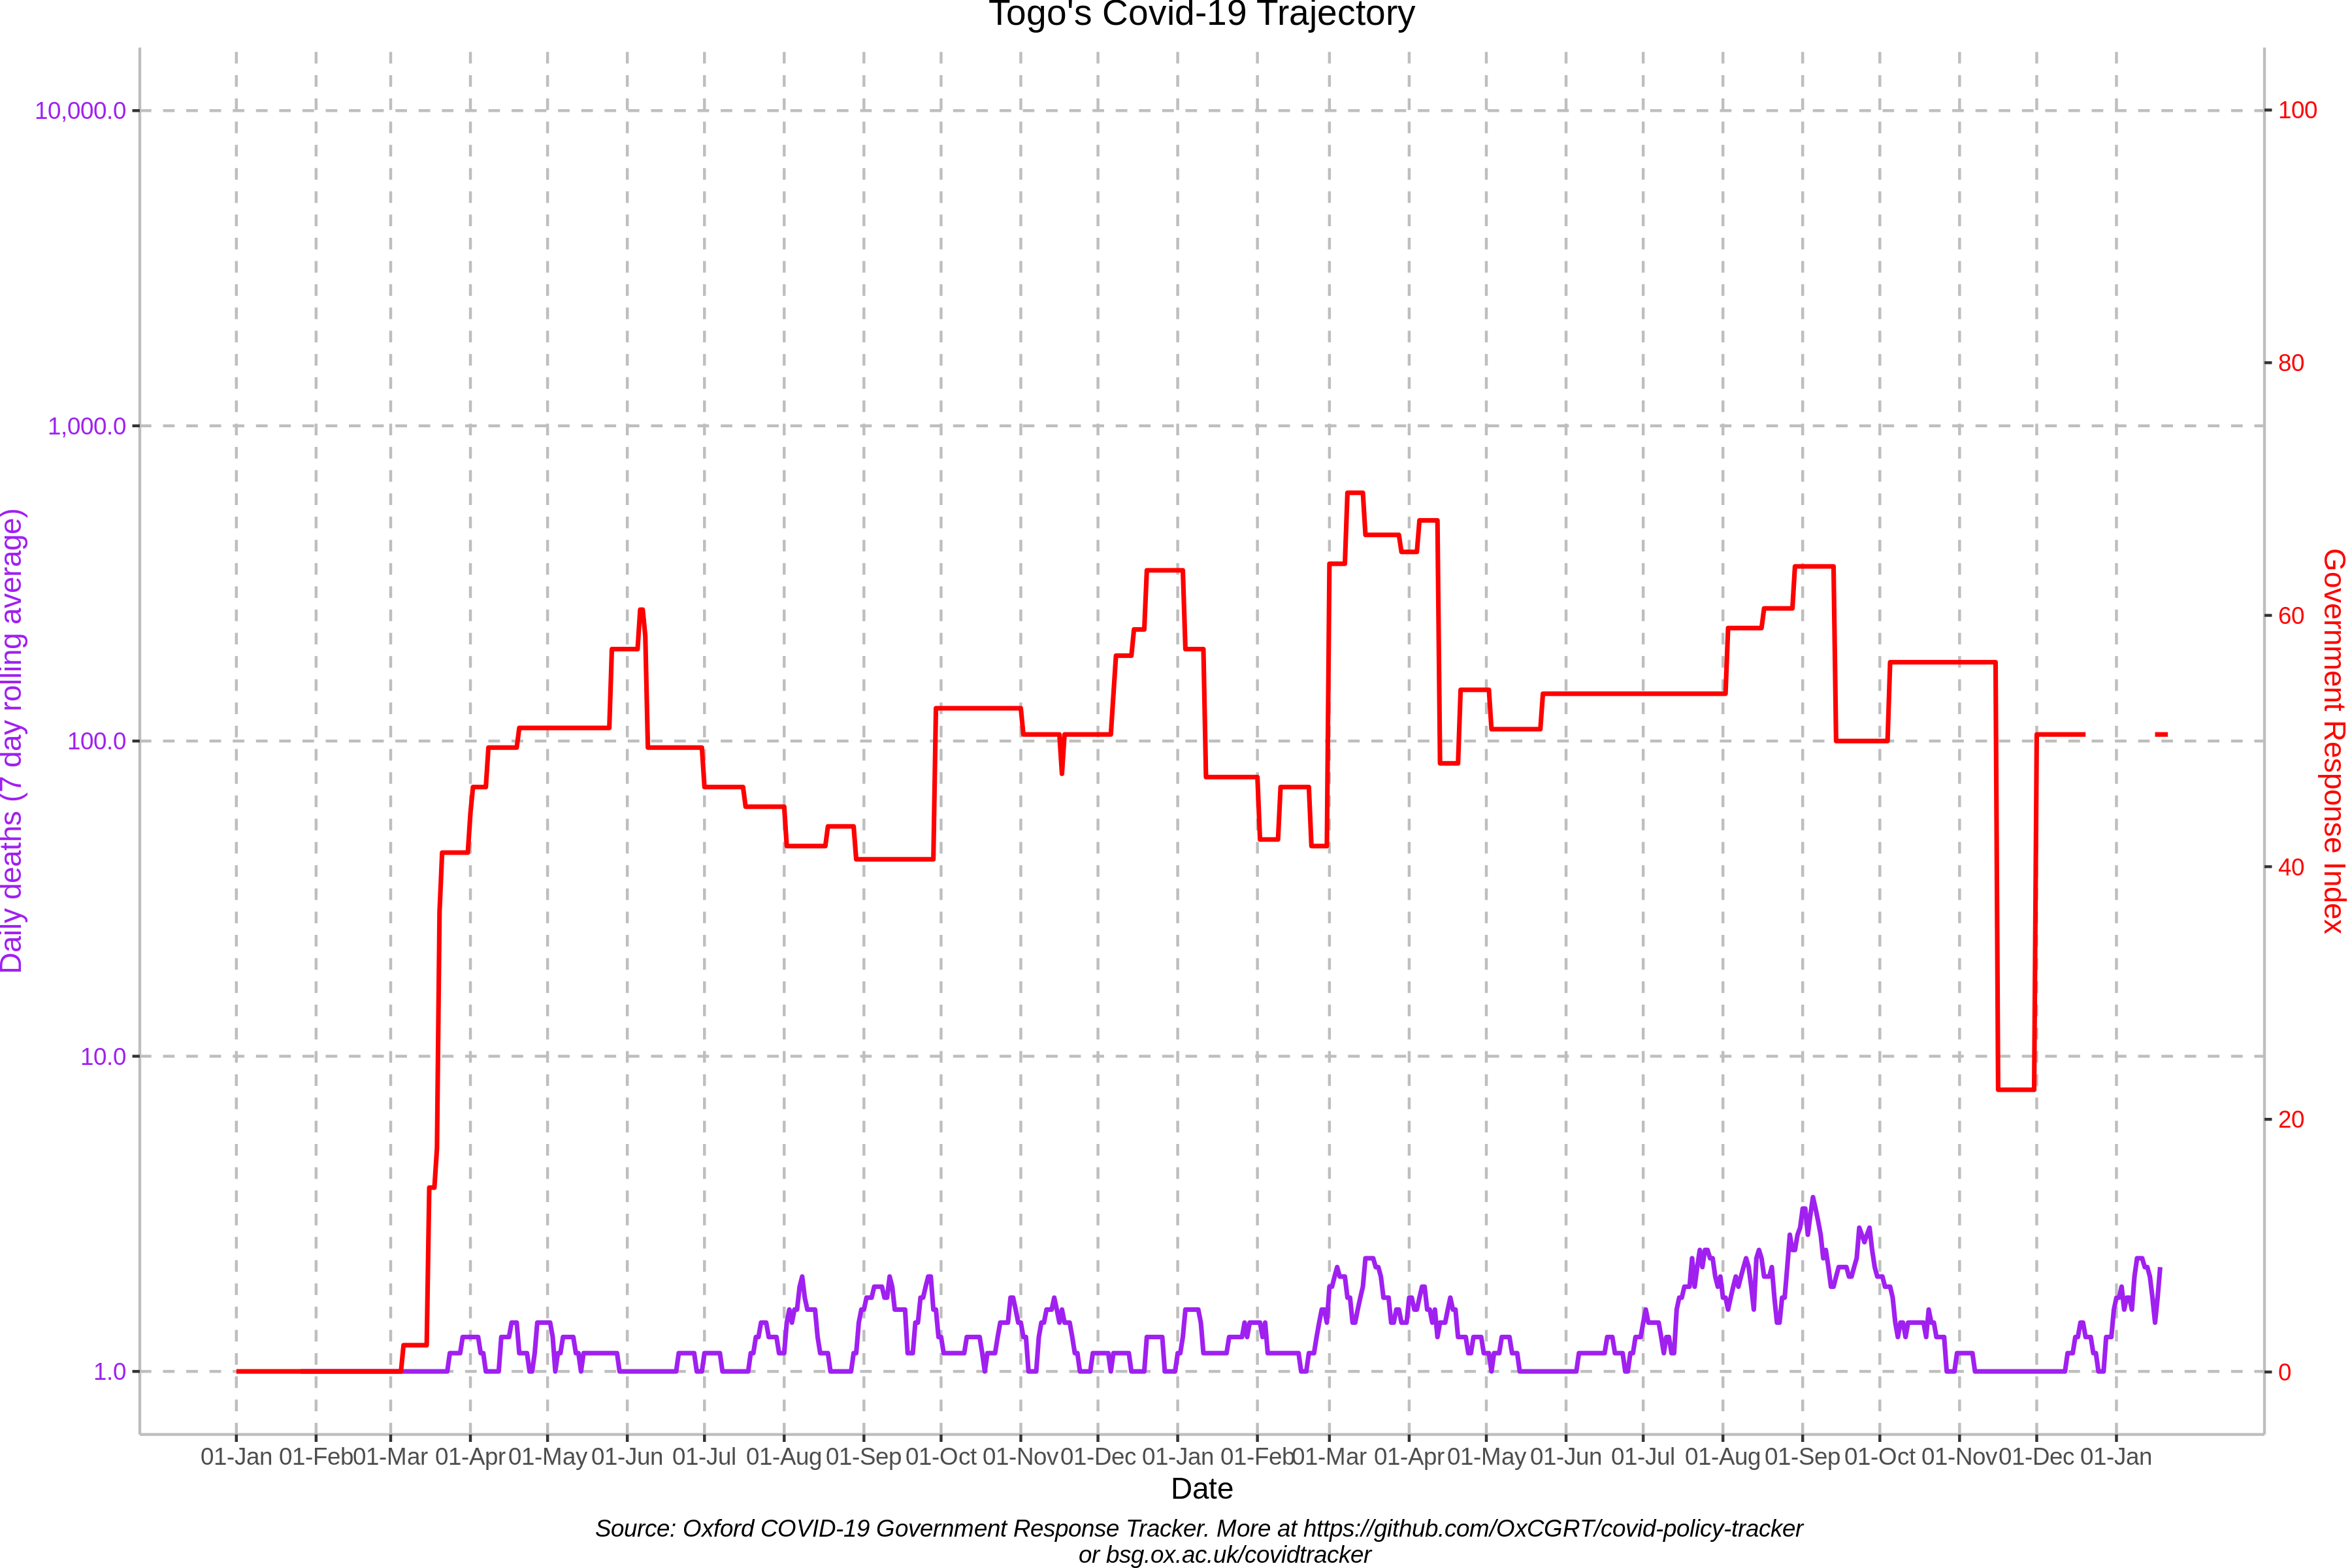 Togo's Covid-19 Trajectory
10,000.0
1,000.0
100.0
10.0
1.0
Daily deaths (7 day rolling average)
100
80
60
40
20
0
Government Response Index
01-Jan 01-Feb 01-Mar 01-Apr 01-May 01-Jun 01-Jul 01-Aug 01-Sep 01-Oct 01-Nov 01-Dec 01-Jan 01-Feb 01-Mar 01-Apr 01-May 01-Jun 01-Jul 01-Aug 01-Sep 01-Oct 01-Nov 01-Dec 01-Jan
Date
Source: Oxford COVID-19 Government Response Tracker. More at https://github.com/OxCGRT/covid-policy-tracker
or bsg.ox.ac.uk/covidtracker